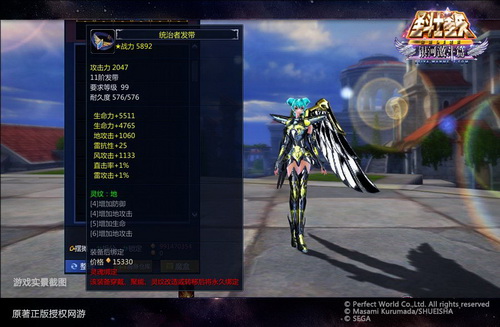 统治者发带
★战力 5892
攻击力 2047
11阶发带
要求等级 99
耐久度 576/576
生命力+5511
生命力+4765
地攻击+1060
雷抗性+2%
风攻击+1133
直击率+1%
雷攻击+1%
灵纹：地
[4]增加防御
[4]增加地攻击
[5]增加生命
[6]增加地攻击
装备后绑定
价格 15330
灵魂绑定
游戏实景截图
原著正版授权网游
© Perfect World Co.,Ltd. All rights reserved
© Masami Kurumada/SHUEISHA
© SEGA